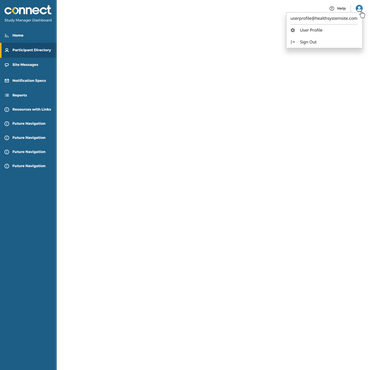 connect
Study Manager Dashboard
Home
Participant Directory
Site Messages
Notification Specs
Reports
Resources with Links
Future Navigation
Future Navigation
Future Navigation
Future Navigation
Help
userprofile@healthsystemsite.com
User Profile
Sign Out